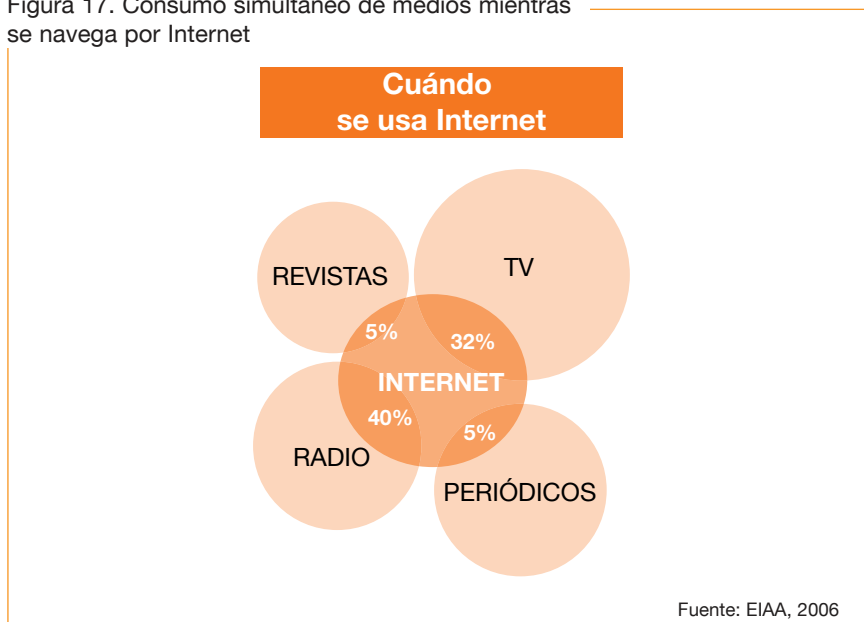 Figura 17. Consumo simultáneo de medios mientras
se navega por Internet
Cuándo
se usa Internet
REVISTAS
TV
5%
32%
INTERNET
40%
5%
RADIO
PERIÓDICOS
Fuente: EIAA, 2006